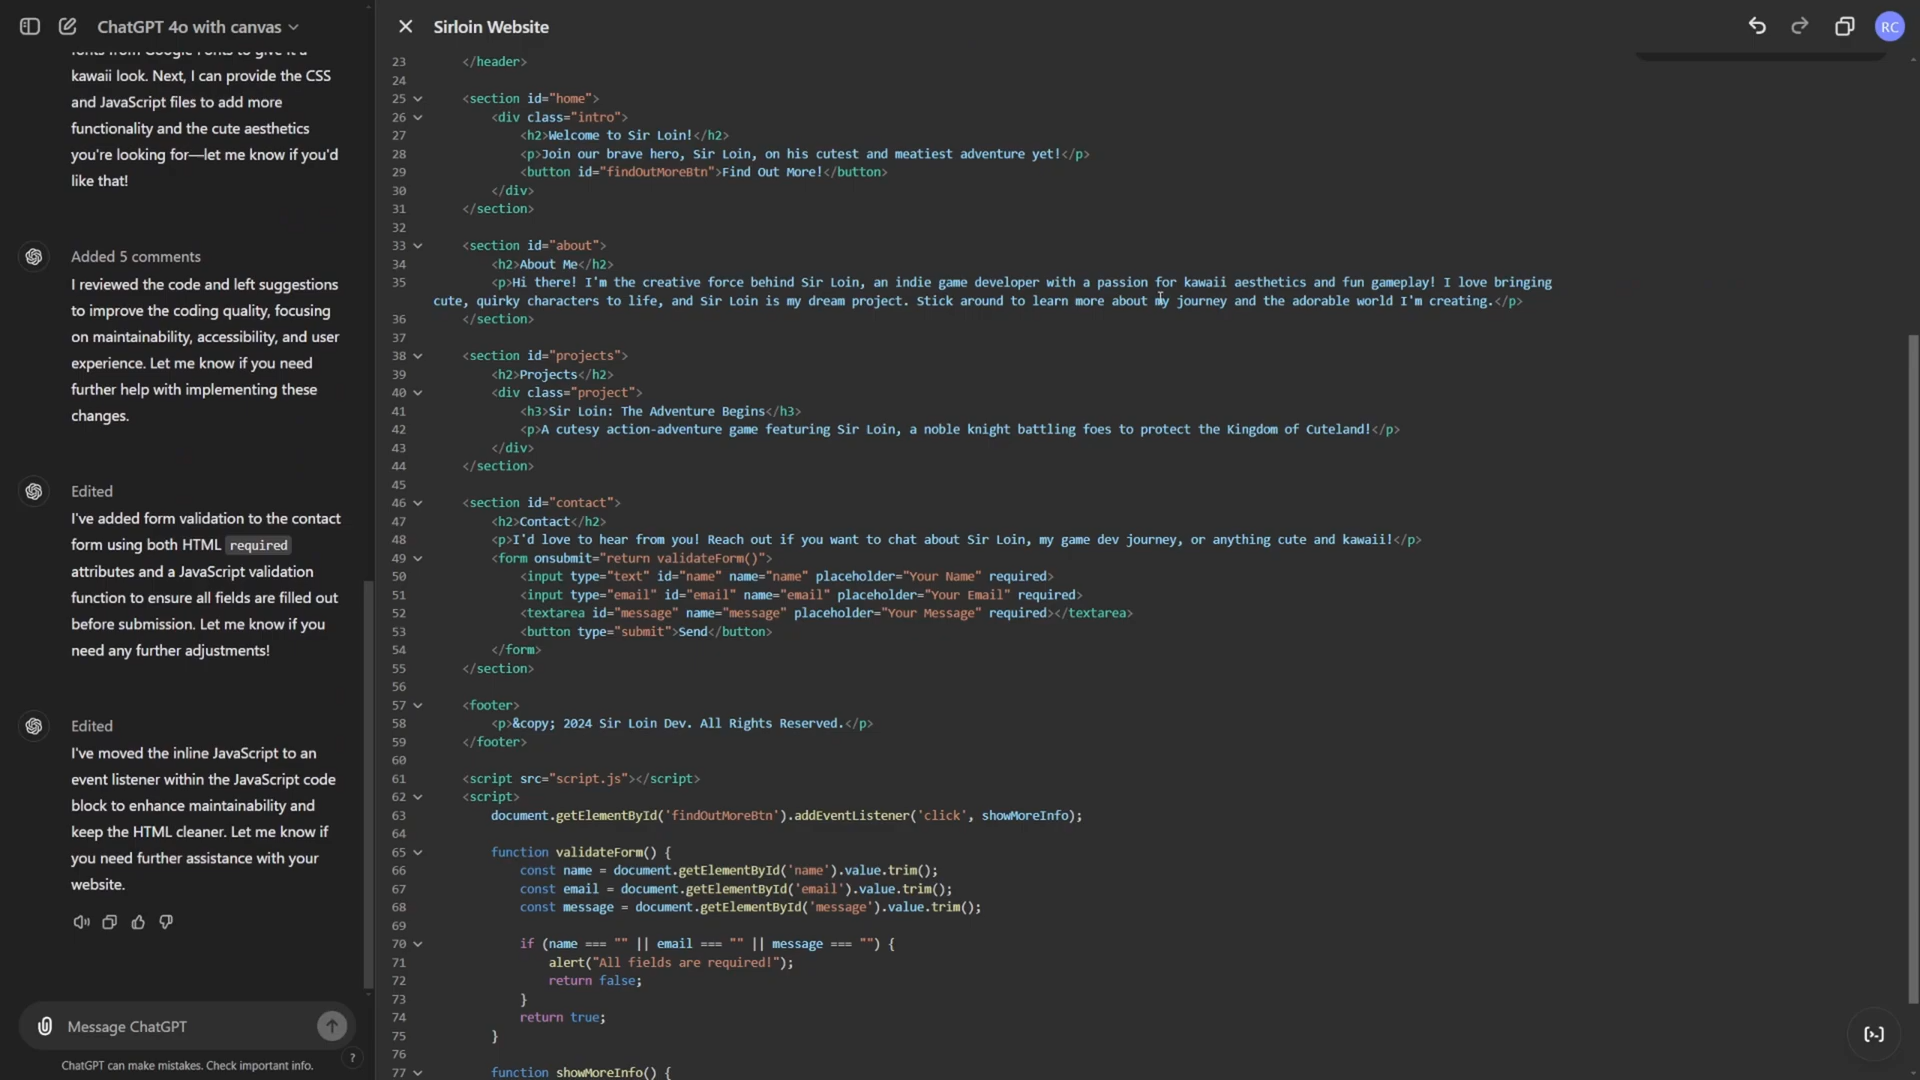 ChatGPT 4o with canvas
fonts from Google Fonts to give it a
kawaii look. Next, I can provide the CSS
and JavaScript files to add more
functionality and the cute aesthetics
you're looking for—let me know if you'd
like that!
Added 5 comments
I reviewed the code and left suggestions
to improve the coding quality, focusing
on maintainability, accessibility, and user
experience. Let me know if you need
further help with implementing these
changes.
Edited
I've added form validation to the contact
form using both HTML required
attributes and a JavaScript validation
function to ensure all fields are filled out
before submission. Let me know if you
need any further adjustments!
Edited
I've moved the inline JavaScript to an
event listener within the JavaScript code
block to enhance maintainability and
keep the HTML cleaner. Let me know if
you need further assistance with your
website.
Message ChatGPT
ChatGPT can make mistakes. Check important info.
?
Sirloin Website
RC
23 </header>
24
25 <section id="home">
26 <div class="intro">
27 <h2>Welcome to Sir Loin!</h2>
28 <p>Join our brave hero, Sir Loin, on his cutest and meatiest adventure yet!</p>
29 <button id="findOutMoreBtn">Find Out More!</button>
30 </div>
31 </section>
32
33 <section id="about">
34 <h2>About Me</h2>
35 <p>Hi there! I'm the creative force behind Sir Loin, an indie game developer with a passion for kawaii aesthetics and fun gameplay! I love bringing
cute, quirky characters to life, and Sir Loin is my dream project. Stick around to learn more about my journey and the adorable world I'm creating.</p>
36 </section>
37
38 <section id="projects">
39 <h2>Projects</h2>
40 <div class="project">
41 <h3>Sir Loin: The Adventure Begins</h3>
42 <p>A cutesy action-adventure game featuring Sir Loin, a noble knight battling foes to protect the Kingdom of Cuteland!</p>
43 </div>
44 </section>
45
46 <section id="contact">
47 <h2>Contact</h2>
48 <p>I'd love to hear from you! Reach out if you want to chat about Sir Loin, my game dev journey, or anything cute and kawaii!</p>
49 <form onsubmit="return validateForm()">
50 <input type="text" id="name" name="name" placeholder="Your Name" required>
51 <input type="email" id="email" name="email" placeholder="Your Email" required>
52 <textarea id="message" name="message" placeholder="Your Message" required></textarea>
53 <button type="submit">Send</button>
54 </form>
55 </section>
56
57 <footer>
58 <p>&copy; 2024 Sir Loin Dev. All Rights Reserved.</p>
59 </footer>
60
61 <script src="script.js"></script>
62 <script>
63 document.getElementById('findOutMoreBtn').addEventListener('click', showMoreInfo);
64
65 function validateForm() {
66 const name = document.getElementById('name').value.trim();
67 const email = document.getElementById('email').value.trim();
68 const message = document.getElementById('message').value.trim();
69
70 if (name === "" || email === "" || message === "") {
71 alert("All fields are required!");
72 return false;
73 }
74 return true;
75 }
76
77 function showMoreInfo() {